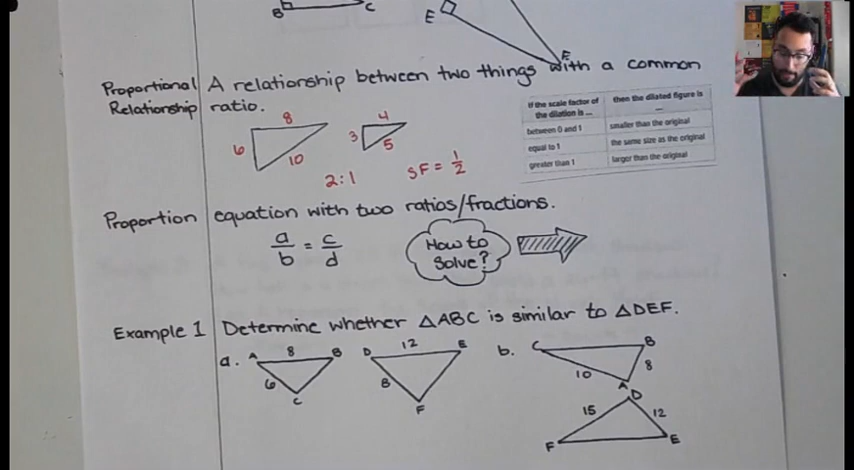 B C E F
Proportional A relationship between two things with a common
Relationship ratio.
8
6
10
4
3
5
2:1 SF = 1/2
If the scale factor of the dilation is ... then the dilated figure is ...
between 0 and 1 smaller than the original
equal to 1 the same size as the original
greater than 1 larger than the original
Proportion equation with two ratios/fractions.
a/b = c/d
How to
Solve?
Example 1 Determine whether △ABC is similar to △DEF.
a. A 8 B
6
C
D 12 E
8
F
b. C B
10 8
A
D
15 12
F E